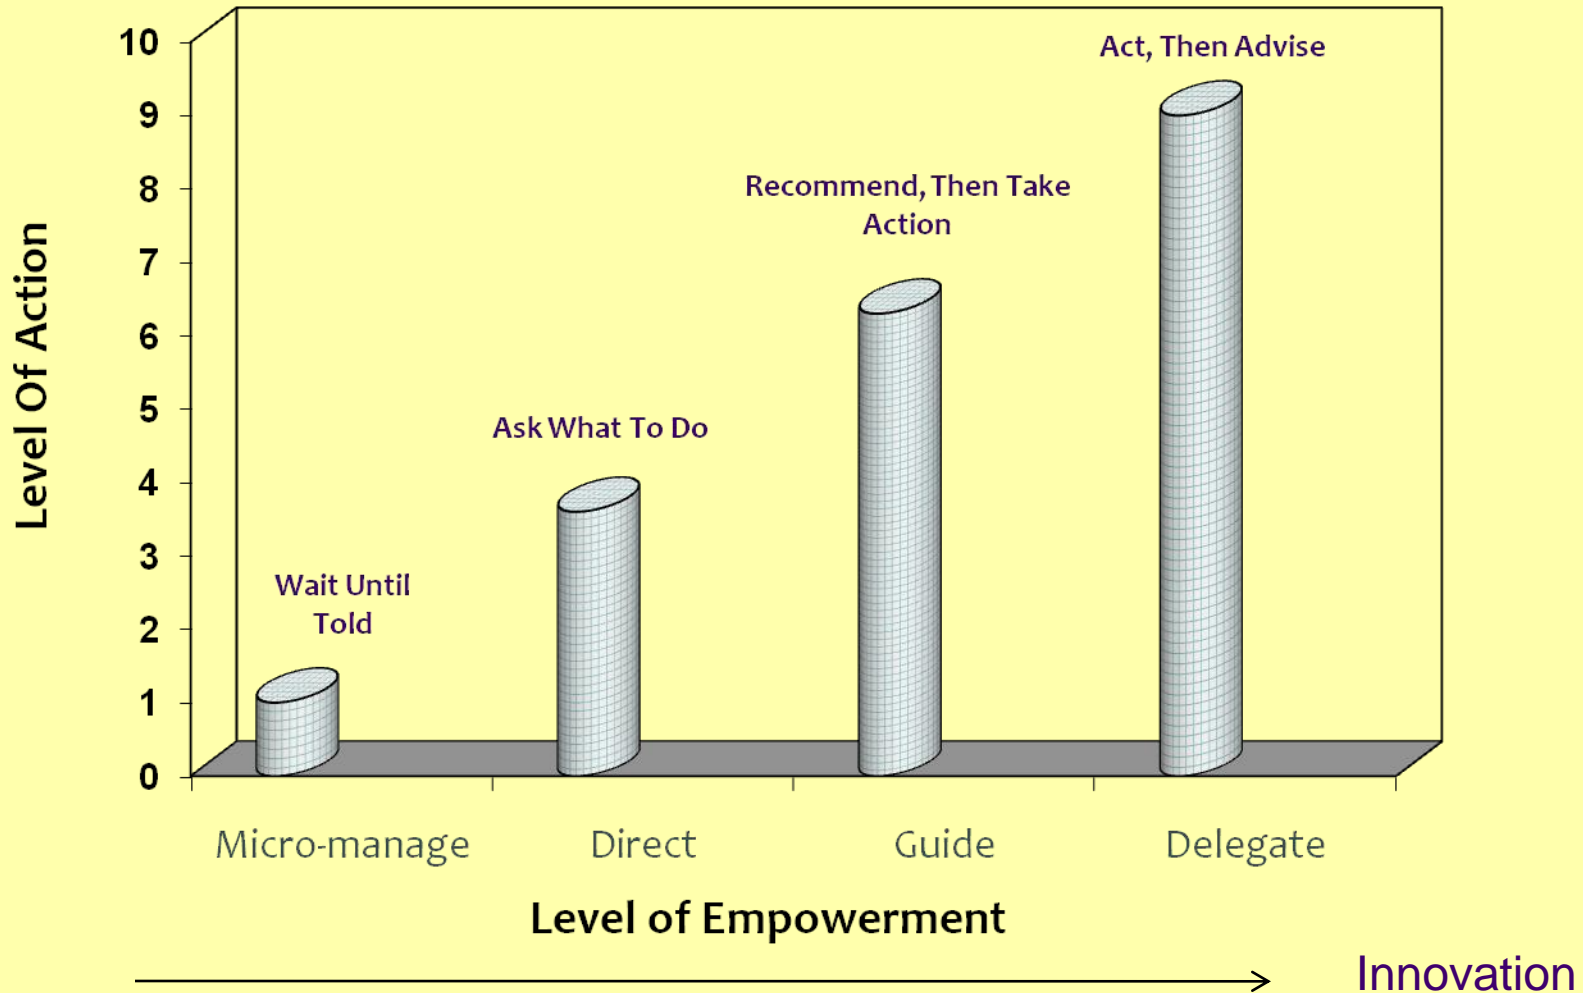 10
9
8
7
6
5
4
3
2
1
0
Level Of Action
Act, Then Advise
Recommend, Then Take
Action
Ask What To Do
Wait Until
Told
Micro-manage
Direct
Guide
Delegate
Level of Empowerment
Innovation